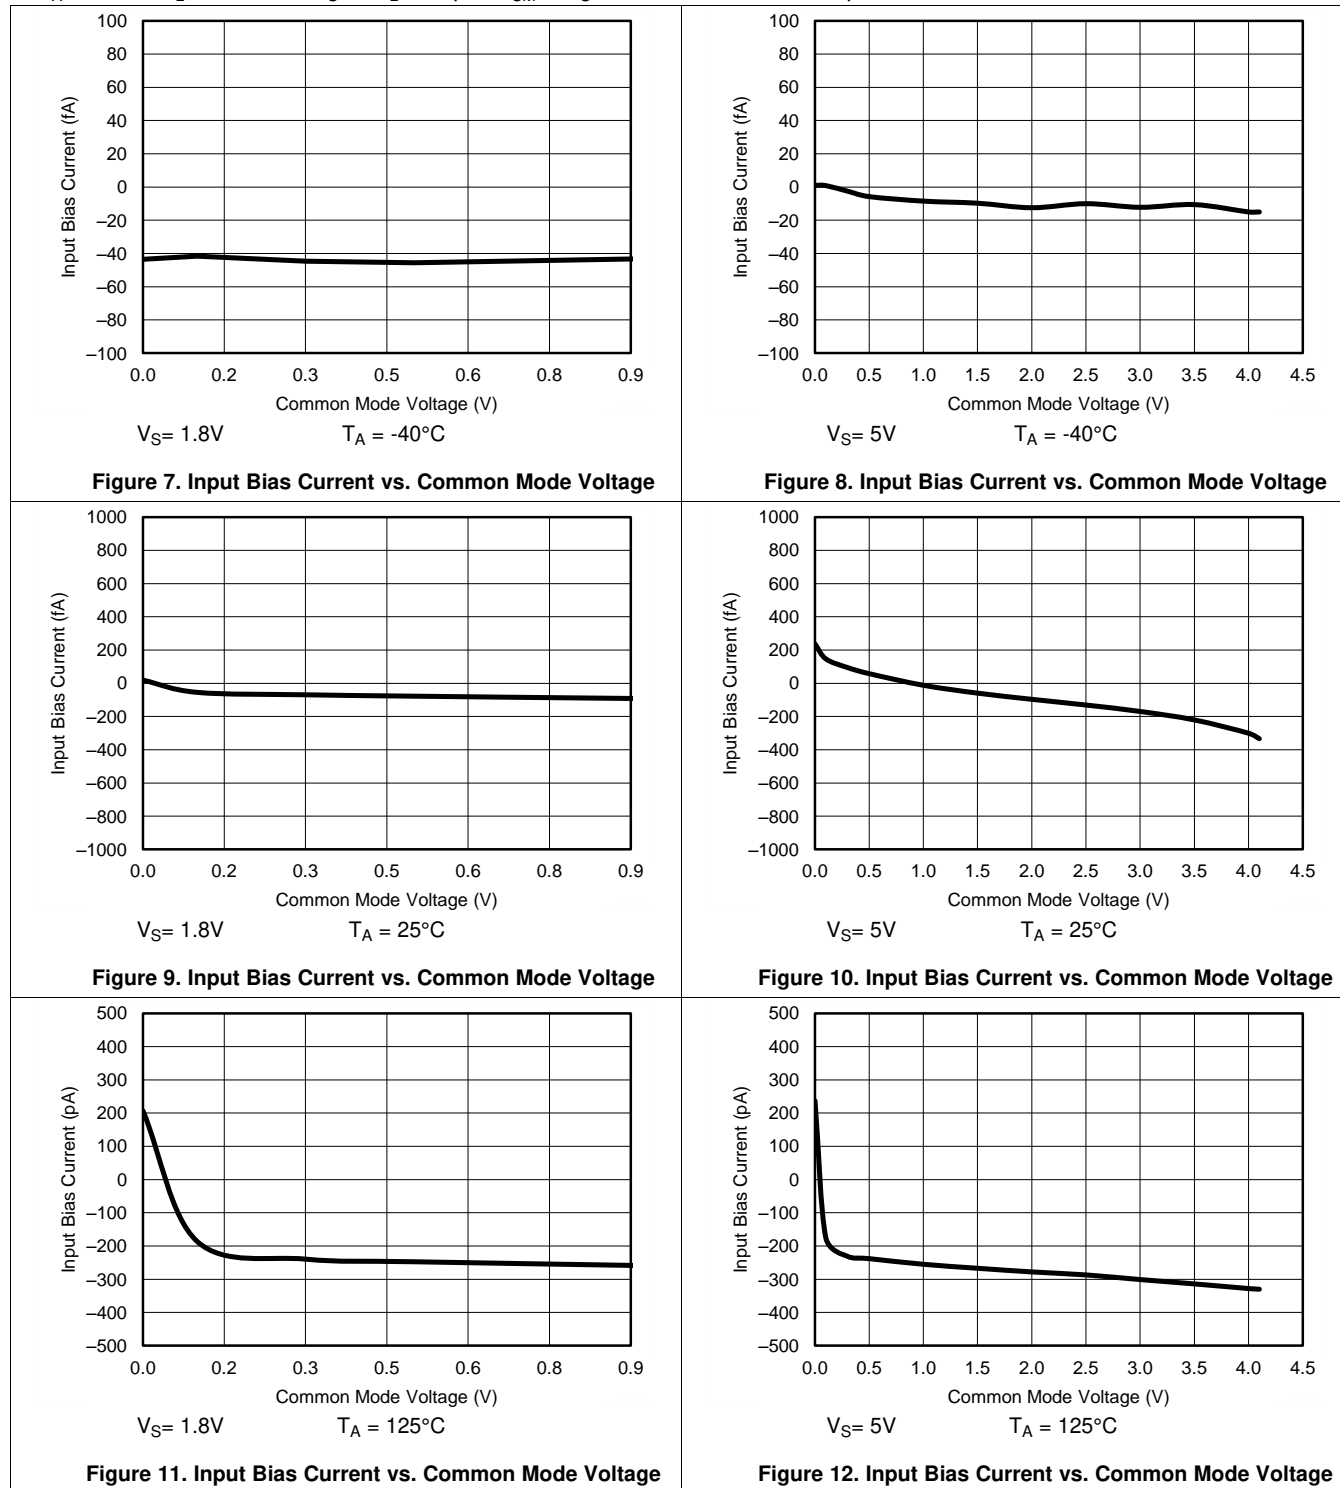 100
80
60
40
20
0
–20
–40
–60
–80
–100
Input Bias Current (fA)
0.0 0.2 0.3 0.5 0.6 0.8 0.9
Common Mode Voltage (V)
VS= 1.8V TA = -40°C
Figure 7. Input Bias Current vs. Common Mode Voltage
100
80
60
40
20
0
–20
–40
–60
–80
–100
Input Bias Current (fA)
0.0 0.5 1.0 1.5 2.0 2.5 3.0 3.5 4.0 4.5
Common Mode Voltage (V)
VS= 5V TA = -40°C
Figure 8. Input Bias Current vs. Common Mode Voltage
1000
800
600
400
200
0
–200
–400
–600
–800
–1000
Input Bias Current (fA)
0.0 0.2 0.3 0.5 0.6 0.8 0.9
Common Mode Voltage (V)
VS= 1.8V TA = 25°C
Figure 9. Input Bias Current vs. Common Mode Voltage
1000
800
600
400
200
0
–200
–400
–600
–800
–1000
Input Bias Current (fA)
0.0 0.5 1.0 1.5 2.0 2.5 3.0 3.5 4.0 4.5
Common Mode Voltage (V)
VS= 5V TA = 25°C
Figure 10. Input Bias Current vs. Common Mode Voltage
500
400
300
200
100
0
–100
–200
–300
–400
–500
Input Bias Current (pA)
0.0 0.2 0.3 0.5 0.6 0.8 0.9
Common Mode Voltage (V)
VS= 1.8V TA = 125°C
Figure 11. Input Bias Current vs. Common Mode Voltage
500
400
300
200
100
0
–100
–200
–300
–400
–500
Input Bias Current (pA)
0.0 0.5 1.0 1.5 2.0 2.5 3.0 3.5 4.0 4.5
Common Mode Voltage (V)
VS= 5V TA = 125°C
Figure 12. Input Bias Current vs. Common Mode Voltage